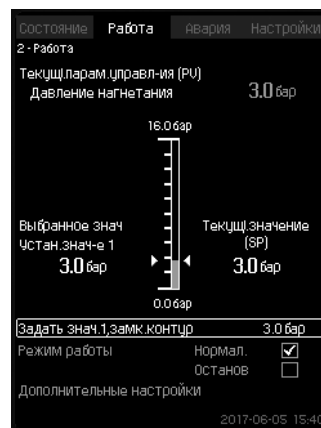 Состояние Работа Авария Настройки
2 - Работа
Текущ.парам.управл-ия (PV)
Давление нагнетания 3.0 бар
16.0 бар
Выбранное знач Текущ.значение
Устан.знач-е 1 (SP)
3.0 бар 3.0 бар
0.0 бар
Задать знач.1,замк.контур 3.0 бар
Режим работы Нормал.
Останов
Дополнительные настройки
2017-06-05 15:40